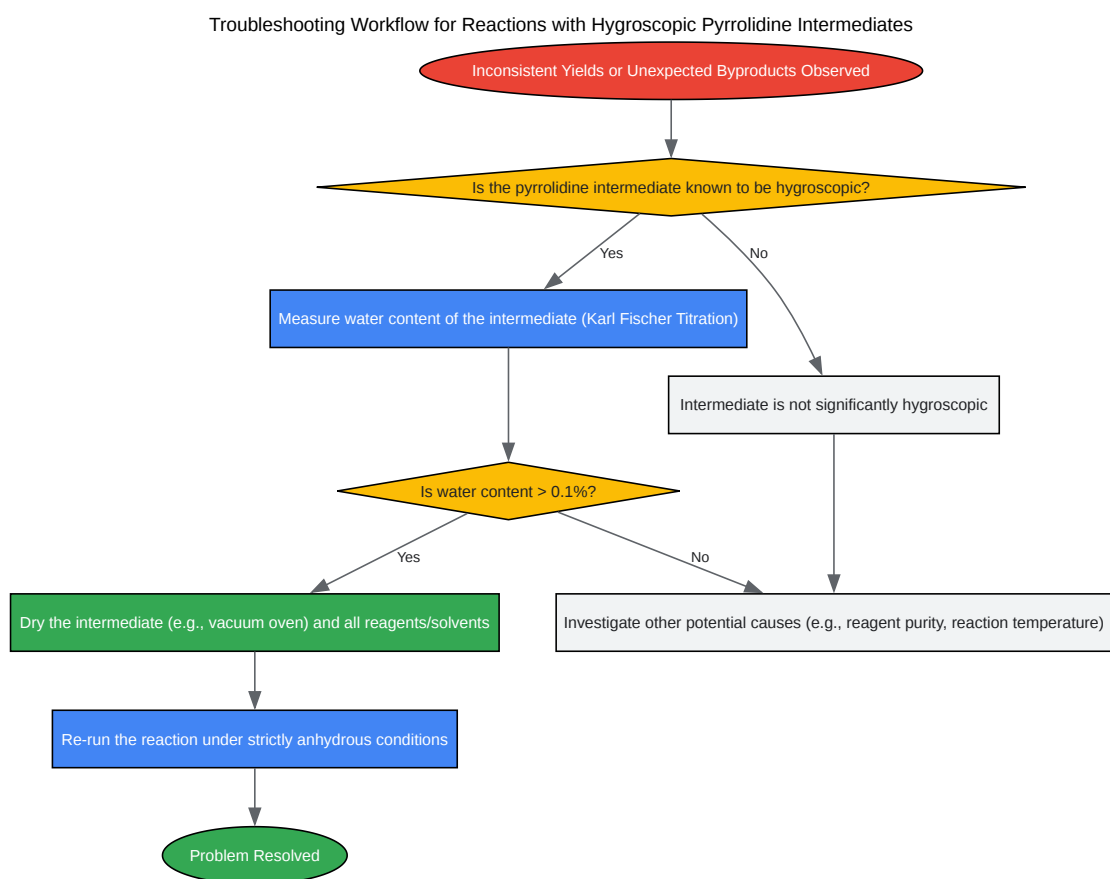 Troubleshooting Workflow for Reactions with Hygroscopic Pyrrolidine Intermediates
Inconsistent Yields or Unexpected Byproducts Observed
Is the pyrrolidine intermediate known to be hygroscopic?
Yes
No
Measure water content of the intermediate (Karl Fischer Titration)
Intermediate is not significantly hygroscopic
Is water content > 0.1%?
Yes
No
Dry the intermediate (e.g., vacuum oven) and all reagents/solvents
Investigate other potential causes (e.g., reagent purity, reaction temperature)
Re-run the reaction under strictly anhydrous conditions
Problem Resolved